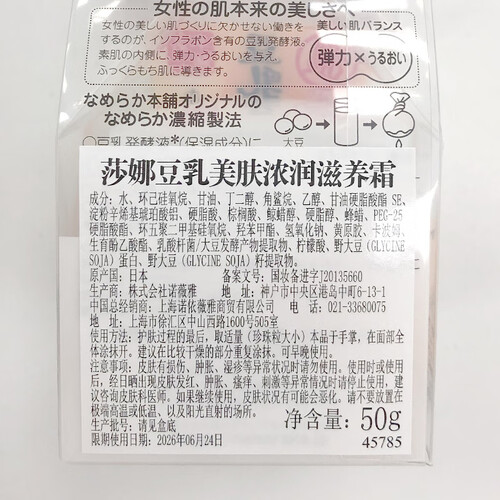 女性の肌本来の美しさへ
女性の美しい肌づくりに欠かせない働きを
するのが、イソフラボン含有の豆乳発酵液。
素肌の内側に、弾力・うるおいを与え、
ふっくらもち肌に導きます。
美しい肌バランス
弾力×うるおい
なめらか本舗オリジナルの
なめらか濃縮製法
○豆乳発酵液*(保湿成分)に
大豆
莎娜豆乳美肤浓润滋养霜
成分: 水、环己硅氧烷、甘油、丁二醇、角鲨烷、乙醇、甘油硬脂酸酯 SE、
淀粉辛烯基琥珀酸铝、硬脂酸、棕榈酸、鲸蜡醇、硬脂醇、蜂蜡、PEG-25
硬脂酸酯、环五聚二甲基硅氧烷、羟苯甲酯、氢氧化钠、黄原胶、卡波姆、
生育酚乙酸酯、乳酸杆菌/大豆发酵产物提取物、柠檬酸、野大豆(GLYCINE
SOJA) 蛋白、野大豆(GLYCINE SOJA) 籽提取物。
原产国: 日本 备案文号: 国妆备进字J20135660
生产商: 株式会社诺薇雅 地 址: 神户市中央区港岛中町6-13-1
中国总经销商: 上海诺依薇雅商贸有限公司 电 话: 021-33680075
地 址: 上海市徐汇区中山西路1600号505室
使用方法: 护肤过程的最后, 取适量(珍珠粒大小)本品于手掌, 在面部全
体涂抹开。建议在比较干燥的部分重复涂抹。可早晚使用。
注意事项: 皮肤有损伤、肿胀、湿疹等异常状况时请勿使用。使用时或使用
后, 经日晒出现皮肤发红、肿胀、瘙痒、刺激等异常情况时请停止使用, 建
议咨询皮肤科医师。如果继续使用, 皮肤状况有可能会恶化。请不要放置在
极端高温或低温、以及阳光直射的场所。
生产批号: 请见盒底
净含量: 50g
限期使用日期: 2026年06月24日
45785